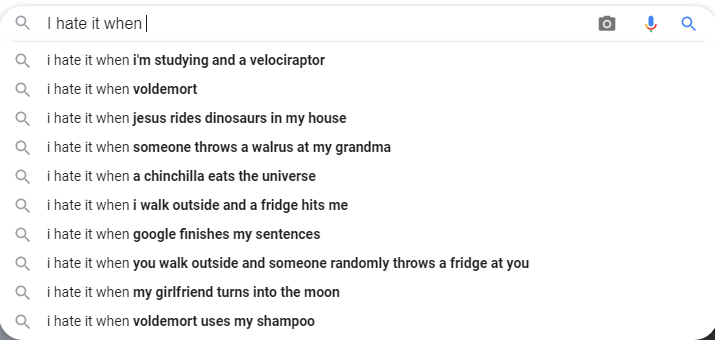 I hate it when
i hate it when i'm studying and a velociraptor
i hate it when voldemort
i hate it when jesus rides dinosaurs in my house
i hate it when someone throws a walrus at my grandma
i hate it when a chinchilla eats the universe
i hate it when i walk outside and a fridge hits me
i hate it when google finishes my sentences
i hate it when you walk outside and someone randomly throws a fridge at you
i hate it when my girlfriend turns into the moon
i hate it when voldemort uses my shampoo